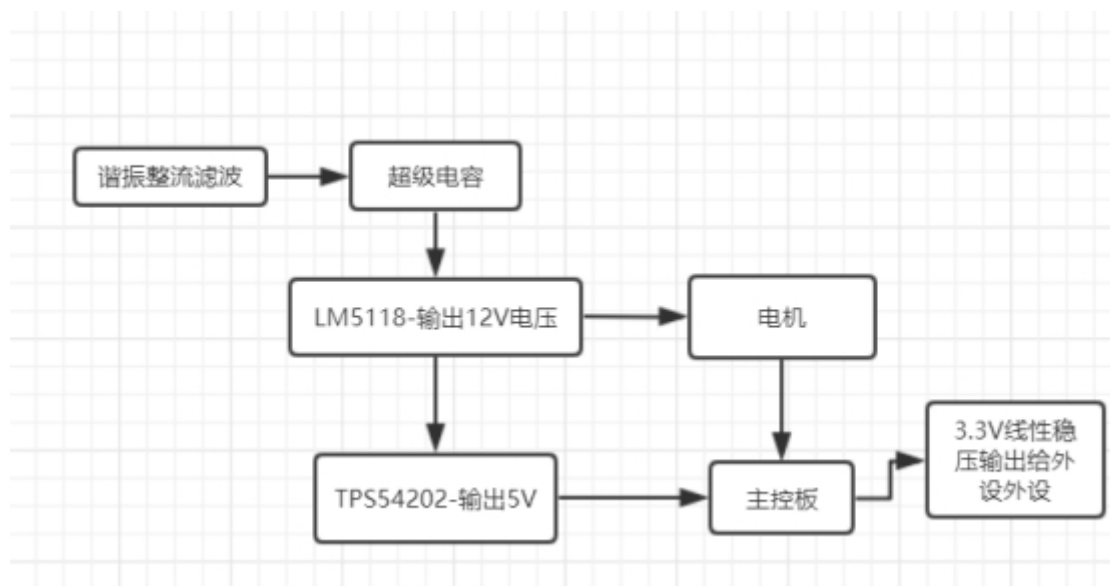 谐振整流滤波
超级电容
LM5118-输出12V电压
电机
3.3V线性稳
压输出给外
设外设
TPS54202-输出5V
主控板